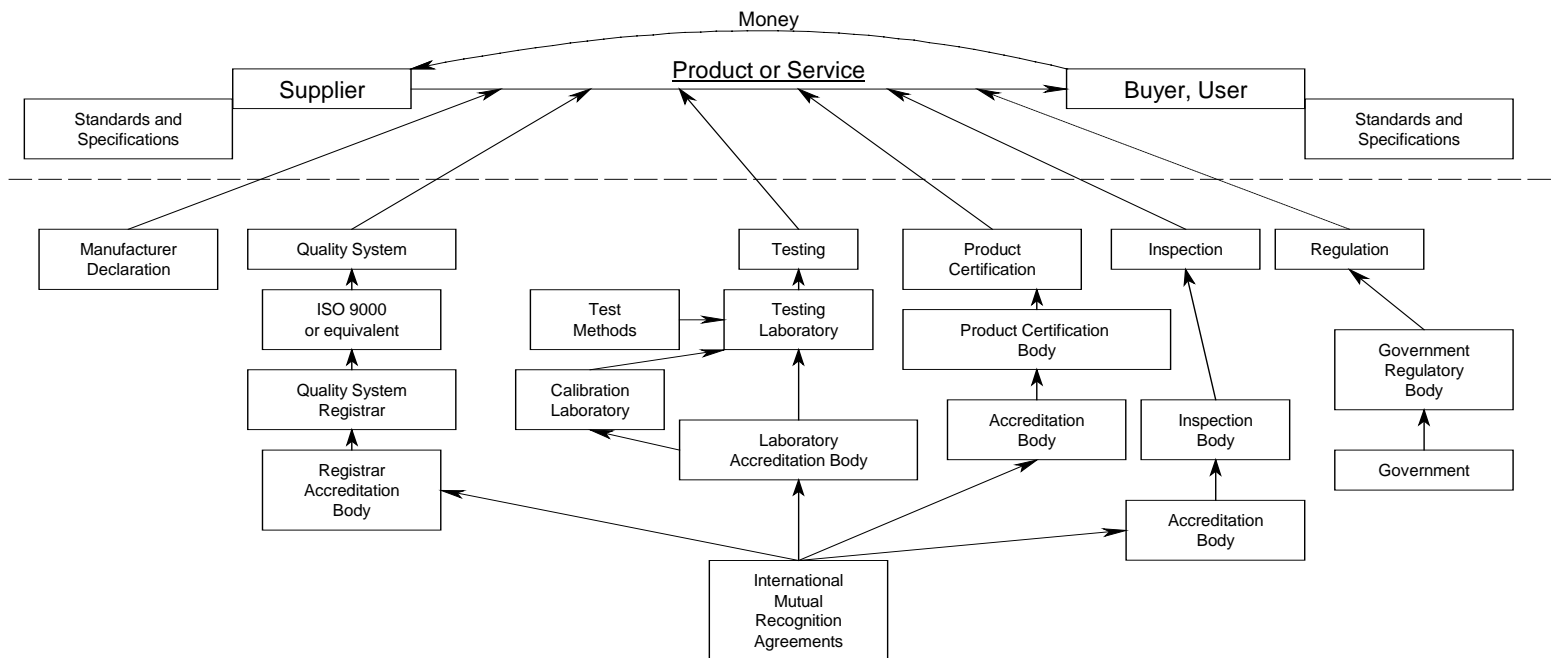 Money
Product or Service
Supplier
Buyer, User
Standards and
Specifications
Standards and
Specifications
Manufacturer
Declaration
Quality System
Testing
Product
Certification
Inspection
Regulation
ISO 9000
or equivalent
Test
Methods
Testing
Laboratory
Product Certification
Body
Government
Regulatory
Body
Quality System
Registrar
Calibration
Laboratory
Accreditation
Body
Inspection
Body
Laboratory
Accreditation Body
Government
Registrar
Accreditation
Body
Accreditation
Body
International
Mutual
Recognition
Agreements